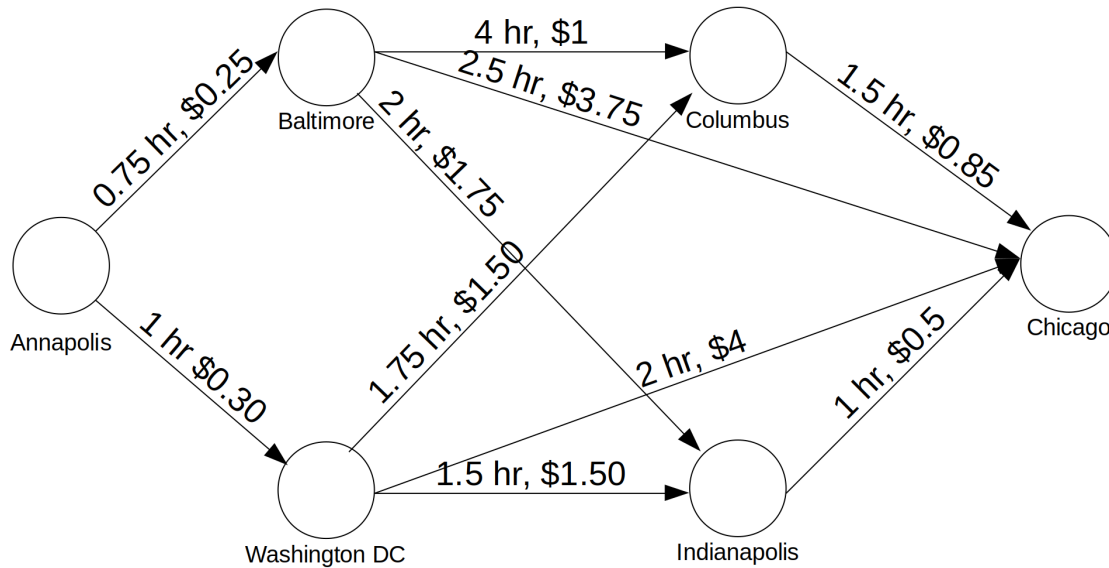 4 hr, $1
2.5 hr, $3.75
0.75 hr, $0.25
Baltimore
2 hr, $1.75
Columbus
1.5 hr, $0.85
Annapolis
1 hr $0.30
1.75 hr, $1.50
2 hr, $4
1 hr, $0.5
Chicago
1.5 hr, $1.50
Washington DC
Indianapolis